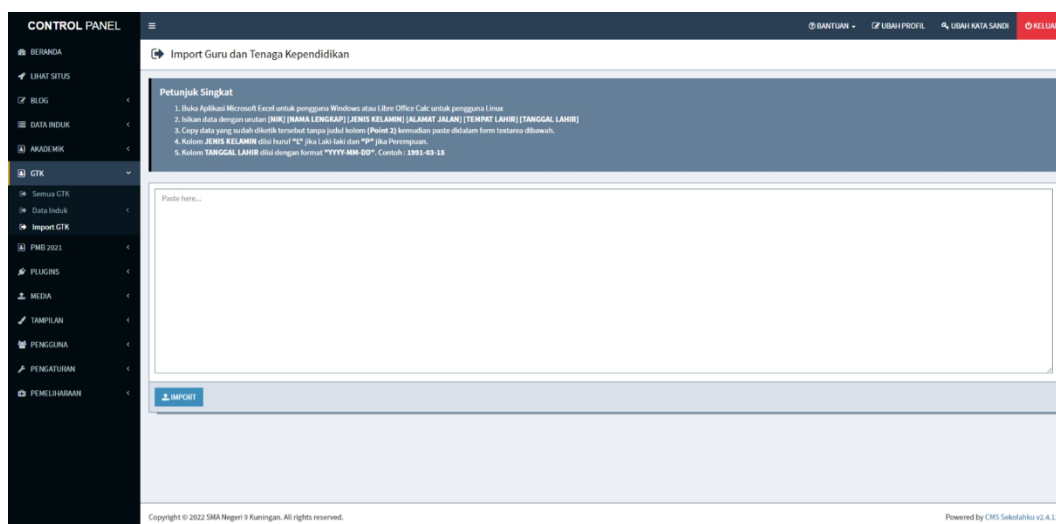 CONTROL PANEL
BANTUAN
UBAH PROFIL
UBAH KATA SANDI
KELUAR
BERANDA
LIHAT SITUS
BLOG
DATA INDUK
AKADEMIK
GTK
Semua GTK
Data Induk
Import GTK
PMB 2021
PLUGINS
MEDIA
TAMPILAN
PENGGUNA
PENGATURAN
PEMELIHARAAN
Import Guru dan Tenaga Kependidikan
Petunjuk Singkat
1. Buka Aplikasi Microsoft Excel untuk pengguna Windows atau Libre Office Calc untuk pengguna Linux
2. Isikan data dengan urutan [NIK] [NAMA LENGKAP] [JENIS KELAMIN] [ALAMAT JALAN] [TEMPAT LAHIR] [TANGGAL LAHIR]
3. Copy data yang sudah diketik tersebut tanpa judul kolom (Point 2) kemudian paste didalam form textarea dibawah.
4. Kolom JENIS KELAMIN diisi huruf "L" jika Laki-laki dan "P" jika Perempuan.
5. Kolom TANGGAL LAHIR diisi dengan format "YYYY-MM-DD". Contoh : 1991-03-15
Paste here...
IMPORT
Copyright © 2022 SMA Negeri 9 Kuningan. All rights reserved.
Powered by CMS Sekolahku v2.4.1